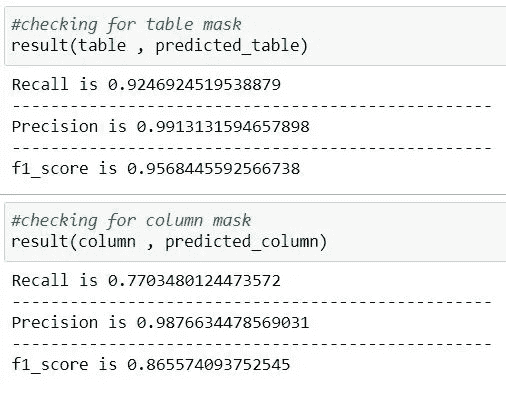 #checking for table mask
result(table , predicted_table)
Recall is 0.9246924519538879
------------------------------------------------
Precision is 0.9913131594657898
------------------------------------------------
f1_score is 0.9568445592566738
#checking for column mask
result(column , predicted_column)
Recall is 0.7703480124473572
------------------------------------------------
Precision is 0.9876634478569031
------------------------------------------------
f1_score is 0.865574093752545